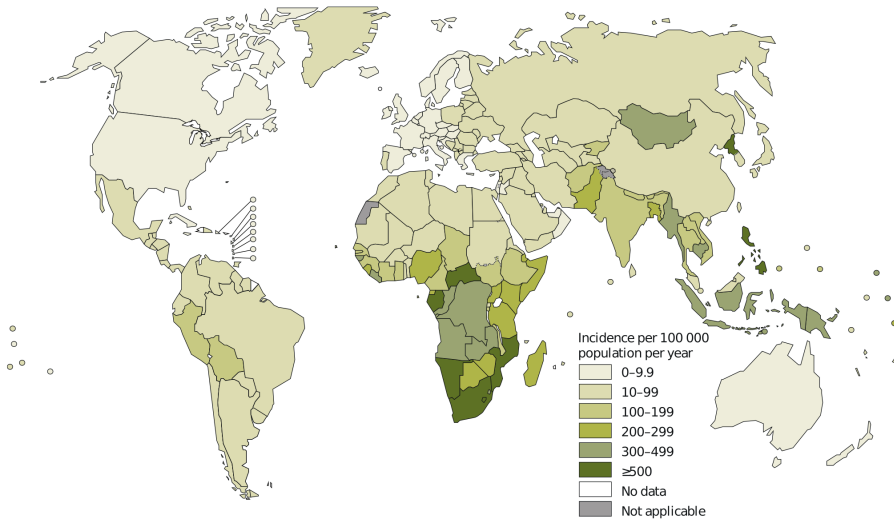 Incidence per 100 000
population per year
0–9.9
10–99
100–199
200–299
300–499
≥500
No data
Not applicable